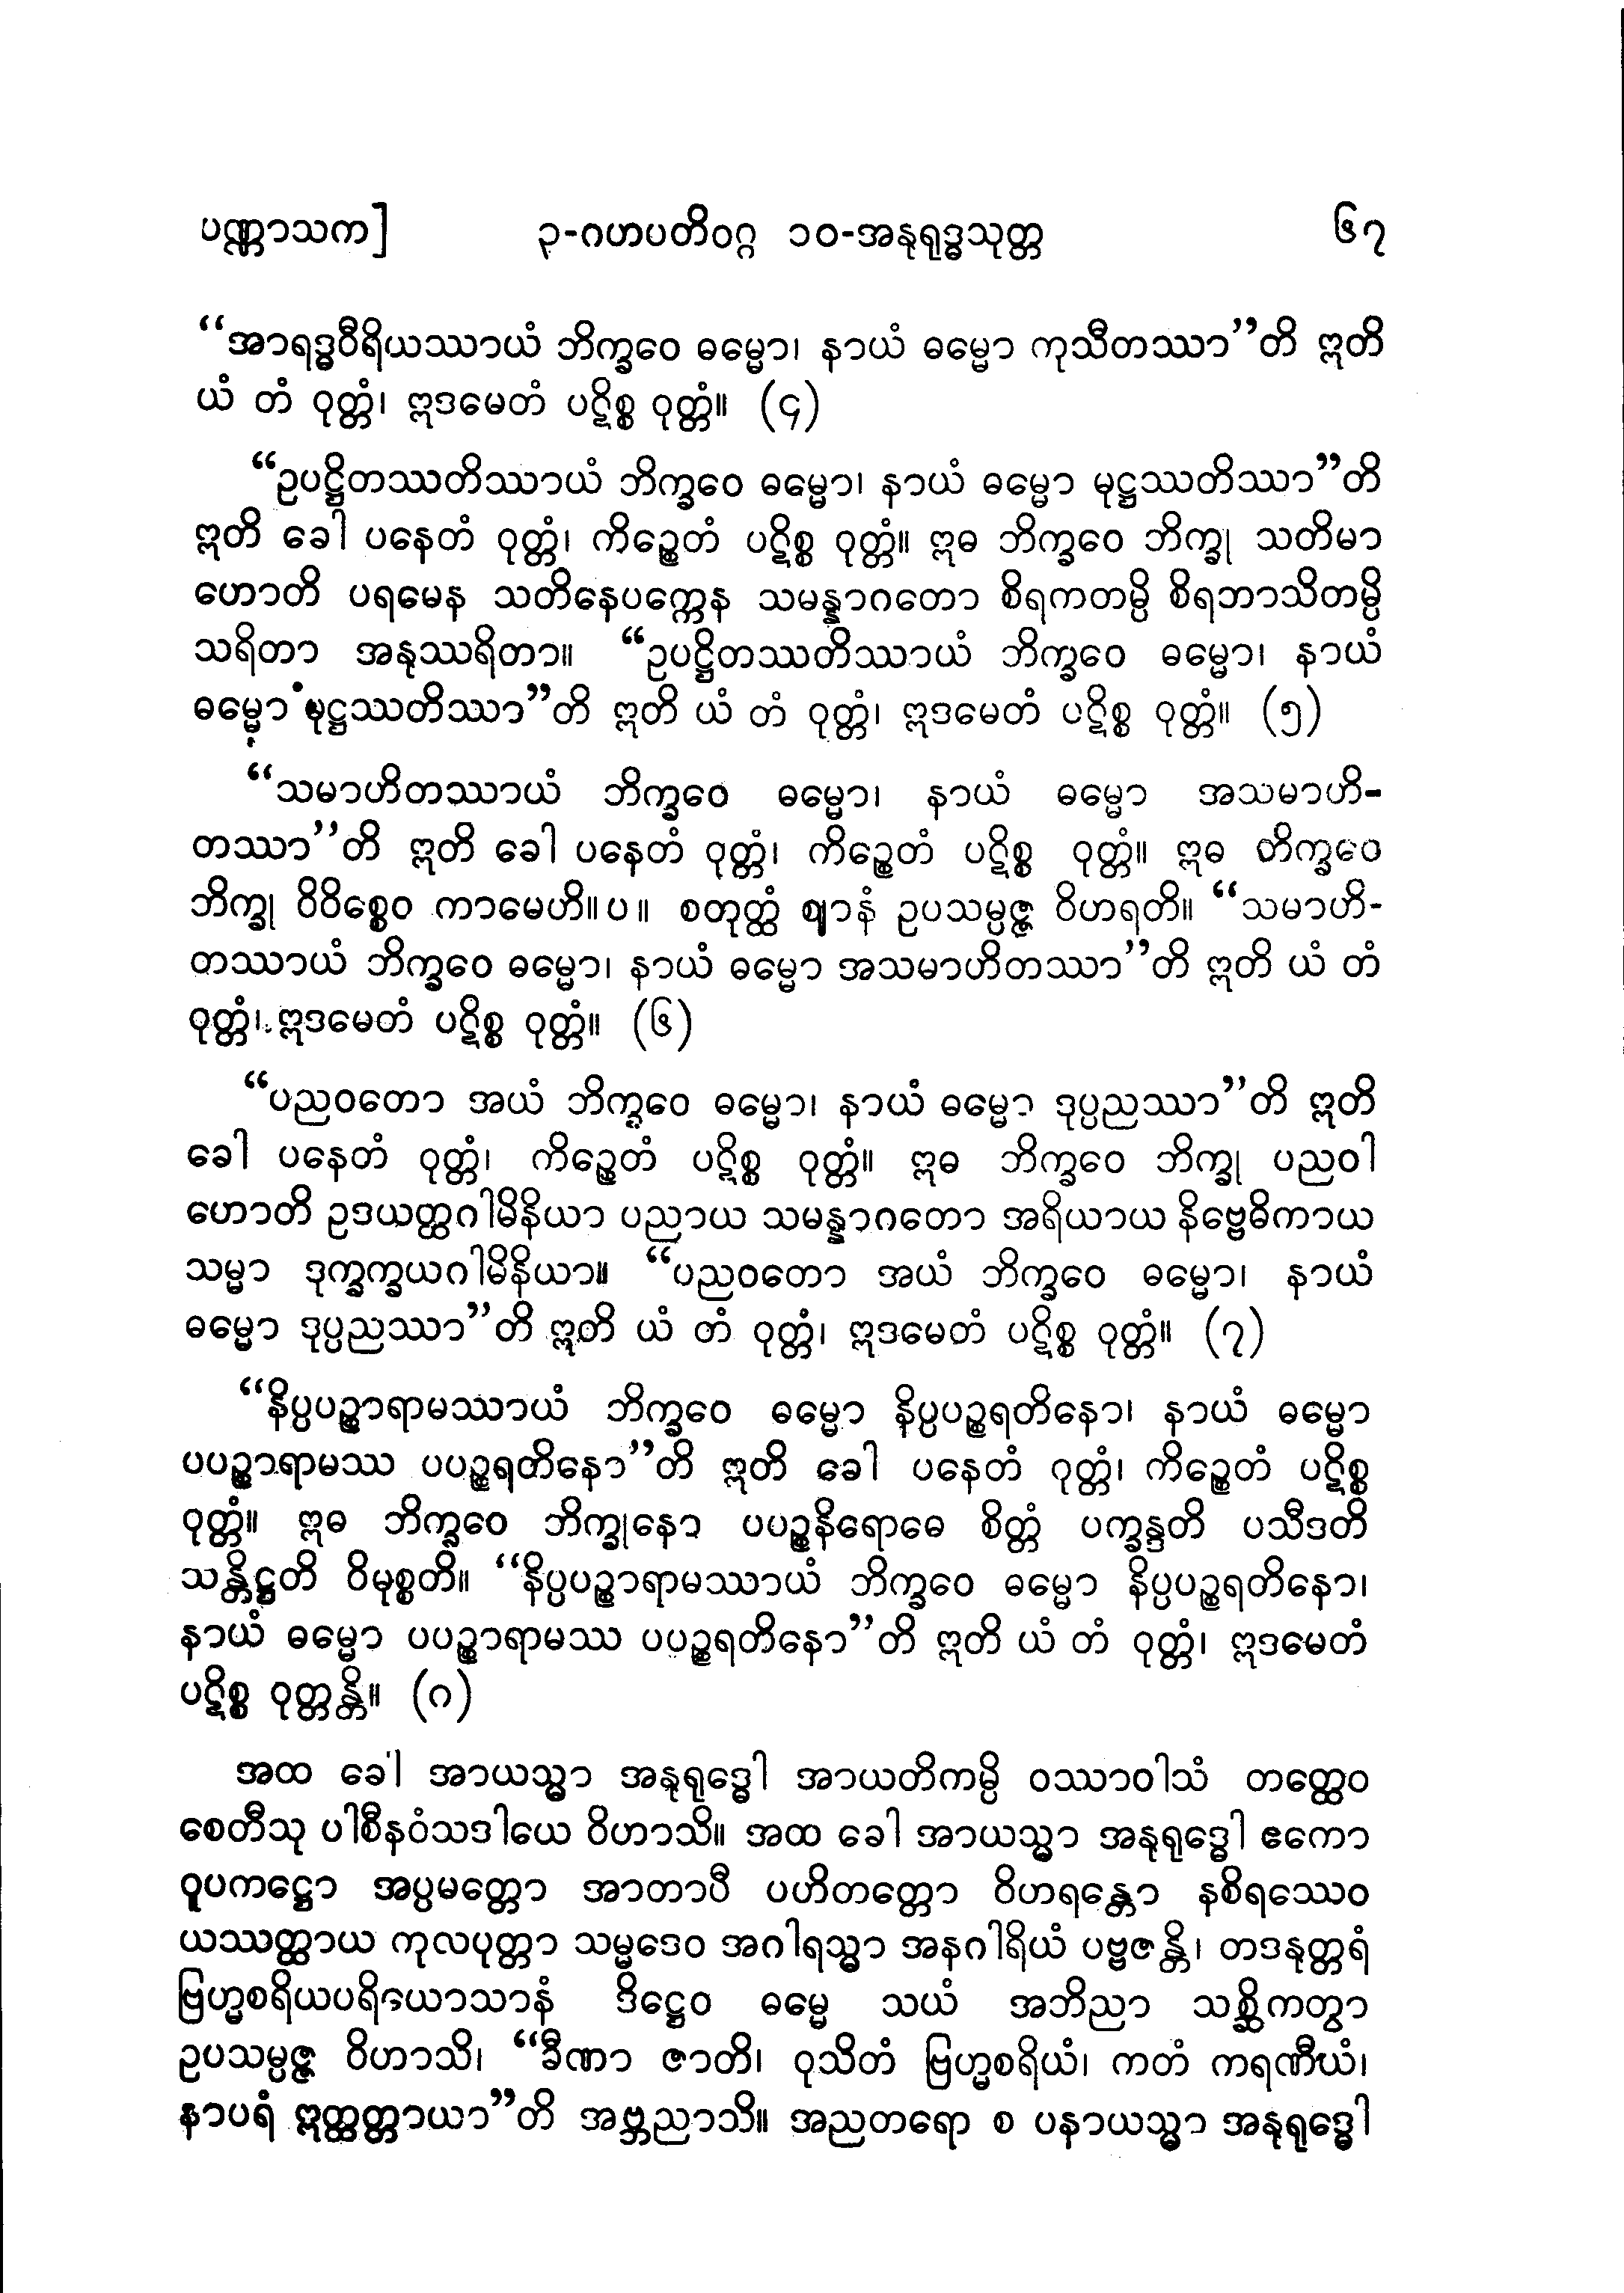 ပဏ္ဏာသက] ၃-ဂဟပတိဝဂ္ဂ ၁၀-အနုရုဒ္ဓသုတ္တ ၆၇
“အာရဒ္ဓဝီရိယဿာယံ ဘိက္ခဝေ ဓမ္မော၊ နာယံ ဓမ္မော ကုသီတဿာ”တိ ဣတိ
ယံ တံ ဝုတ္တံ၊ ဣဒမေတံ ပဋိစ္စ ဝုတ္တံ။ (၄)
“ဥပဋ္ဌိတဿတိဿာယံ ဘိက္ခဝေ ဓမ္မော၊ နာယံ ဓမ္မော မုဋ္ဌဿတိဿာ”တိ
ဣတိ ခေါ ပနေတံ ဝုတ္တံ၊ ကိဉ္စေတံ ပဋိစ္စ ဝုတ္တံ။ ဣဓ ဘိက္ခဝေ ဘိက္ခု သတိမာ
ဟောတိ ပရမေန သတိနေပက္ကေန သမန္နာဂတော စိရကတမ္ပိ စိရဘာသိတမ္ပိ
သရိတာ အနုဿရိတာ။ “ဥပဋ္ဌိတဿတိဿာယံ ဘိက္ခဝေ ဓမ္မော၊ နာယံ
ဓမ္မော မုဋ္ဌဿတိဿာ”တိ ဣတိ ယံ တံ ဝုတ္တံ၊ ဣဒမေတံ ပဋိစ္စ ဝုတ္တံ။ (၅)
“သမာဟိတဿာယံ ဘိက္ခဝေ ဓမ္မော၊ နာယံ ဓမ္မော အသမာဟိ-
တဿာ”တိ ဣတိ ခေါ ပနေတံ ဝုတ္တံ၊ ကိဉ္စေတံ ပဋိစ္စ ဝုတ္တံ။ ဣဓ ဘိက္ခဝေ
ဘိက္ခု ဝိဝိစ္စေဝ ကာမေဟိ။ပ။ စတုတ္ထံ ဈာနံ ဥပသမ္ပဇ္ဇ ဝိဟရတိ။ “သမာဟိ-
တဿာယံ ဘိက္ခဝေ ဓမ္မော၊ နာယံ ဓမ္မော အသမာဟိတဿာ”တိ ဣတိ ယံ တံ
ဝုတ္တံ၊ ဣဒမေတံ ပဋိစ္စ ဝုတ္တံ။ (၆)
“ပညဝတော အယံ ဘိက္ခဝေ ဓမ္မော၊ နာယံ ဓမ္မော ဒုပ္ပညဿာ”တိ ဣတိ
ခေါ ပနေတံ ဝုတ္တံ၊ ကိဉ္စေတံ ပဋိစ္စ ဝုတ္တံ။ ဣဓ ဘိက္ခဝေ ဘိက္ခု ပညဝါ
ဟောတိ ဥဒယတ္ထဂါမိနိယာ ပညာယ သမန္နာဂတော အရိယာယ နိဗ္ဗေဓိကာယ
သမ္မာ ဒုက္ခက္ခယဂါမိနိယာ။ “ပညဝတော အယံ ဘိက္ခဝေ ဓမ္မော၊ နာယံ
ဓမ္မော ဒုပ္ပညဿာ”တိ ဣတိ ယံ တံ ဝုတ္တံ၊ ဣဒမေတံ ပဋိစ္စ ဝုတ္တံ။ (၇)
“နိပ္ပပဉ္စာရာမဿာယံ ဘိက္ခဝေ ဓမ္မော နိပ္ပပဉ္စရတိနော၊ နာယံ ဓမ္မော
ပပဉ္စာရာမဿ ပပဉ္စရတိနော”တိ ဣတိ ခေါ ပနေတံ ဝုတ္တံ၊ ကိဉ္စေတံ ပဋိစ္စ
ဝုတ္တံ။ ဣဓ ဘိက္ခဝေ ဘိက္ခုနော ပပဉ္စနိရောဓေ စိတ္တံ ပက္ခန္ဒတိ ပသီဒတိ
သန္တိဋ္ဌတိ ဝိမုစ္စတိ။ “နိပ္ပပဉ္စာရာမဿာယံ ဘိက္ခဝေ ဓမ္မော နိပ္ပပဉ္စရတိနော၊
နာယံ ဓမ္မော ပပဉ္စာရာမဿ ပပဉ္စရတိနော”တိ ဣတိ ယံ တံ ဝုတ္တံ၊ ဣဒမေတံ
ပဋိစ္စ ဝုတ္တန္တိ။ (၈)
အထ ခေါ အာယသ္မာ အနုရုဒ္ဓေါ အာယတိကမ္ပိ ဝဿာဝါသံ တတ္ထေဝ
စေတီသု ပါစီနဝံသဒါယေ ဝိဟာသိ။ အထ ခေါ အာယသ္မာ အနုရုဒ္ဓေါ ဧကော
ဝူပကဋ္ဌော အပ္ပမတ္တော အာတာပီ ပဟိတတ္တော ဝိဟရန္တော နစိရဿေဝ
ယဿတ္ထာယ ကုလပုတ္တာ သမ္မဒေဝ အဂါရသ္မာ အနဂါရိယံ ပဗ္ဗဇန္တိ၊ တဒနုတ္တရံ
ဗြဟ္မစရိယပရိယောသာနံ ဒိဋ္ဌေဝ ဓမ္မေ သယံ အဘိညာ သစ္ဆိကတွာ
ဥပသမ္ပဇ္ဇ ဝိဟာသိ၊ “ခီဏာ ဇာတိ၊ ဝုသိတံ ဗြဟ္မစရိယံ၊ ကတံ ကရဏီယံ၊
နာပရံ ဣတ္ထတ္တာယာ”တိ အဗ္ဘညာသိ။ အညတရော စ ပနာယသ္မာ အနုရုဒ္ဓေါ